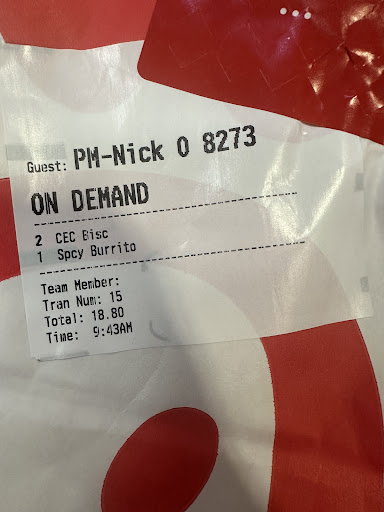 Guest: PM-Nick O 8273
ON DEMAND
2 CEC Bisc
1 Spcy Burrito
Team Member:
Tran Num: 15
Total: 18.80
Time: 9:43AM